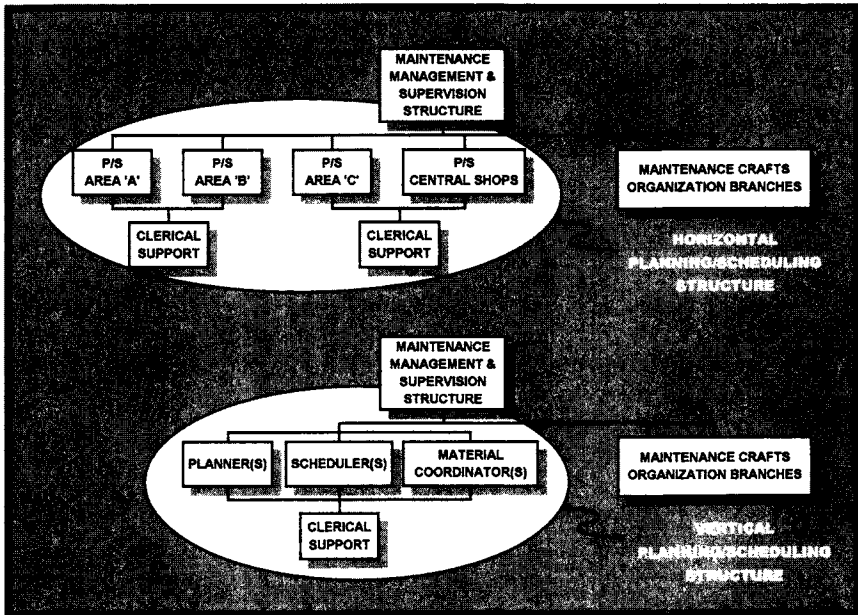 MAINTENANCE
MANAGEMENT &
SUPERVISION
STRUCTURE
P/S
AREA 'A'
P/S
AREA 'B'
P/S
AREA 'C'
P/S
CENTRAL SHOPS
CLERICAL
SUPPORT
CLERICAL
SUPPORT
MAINTENANCE CRAFTS
ORGANIZATION BRANCHES
HORIZONTAL
PLANNING/SCHEDULING
STRUCTURE
MAINTENANCE
MANAGEMENT &
SUPERVISION
STRUCTURE
PLANNER(S)
SCHEDULER(S)
MATERIAL
COORDINATOR(S)
CLERICAL
SUPPORT
MAINTENANCE CRAFTS
ORGANIZATION BRANCHES
VERTICAL
PLANNING/SCHEDULING
STRUCTURE